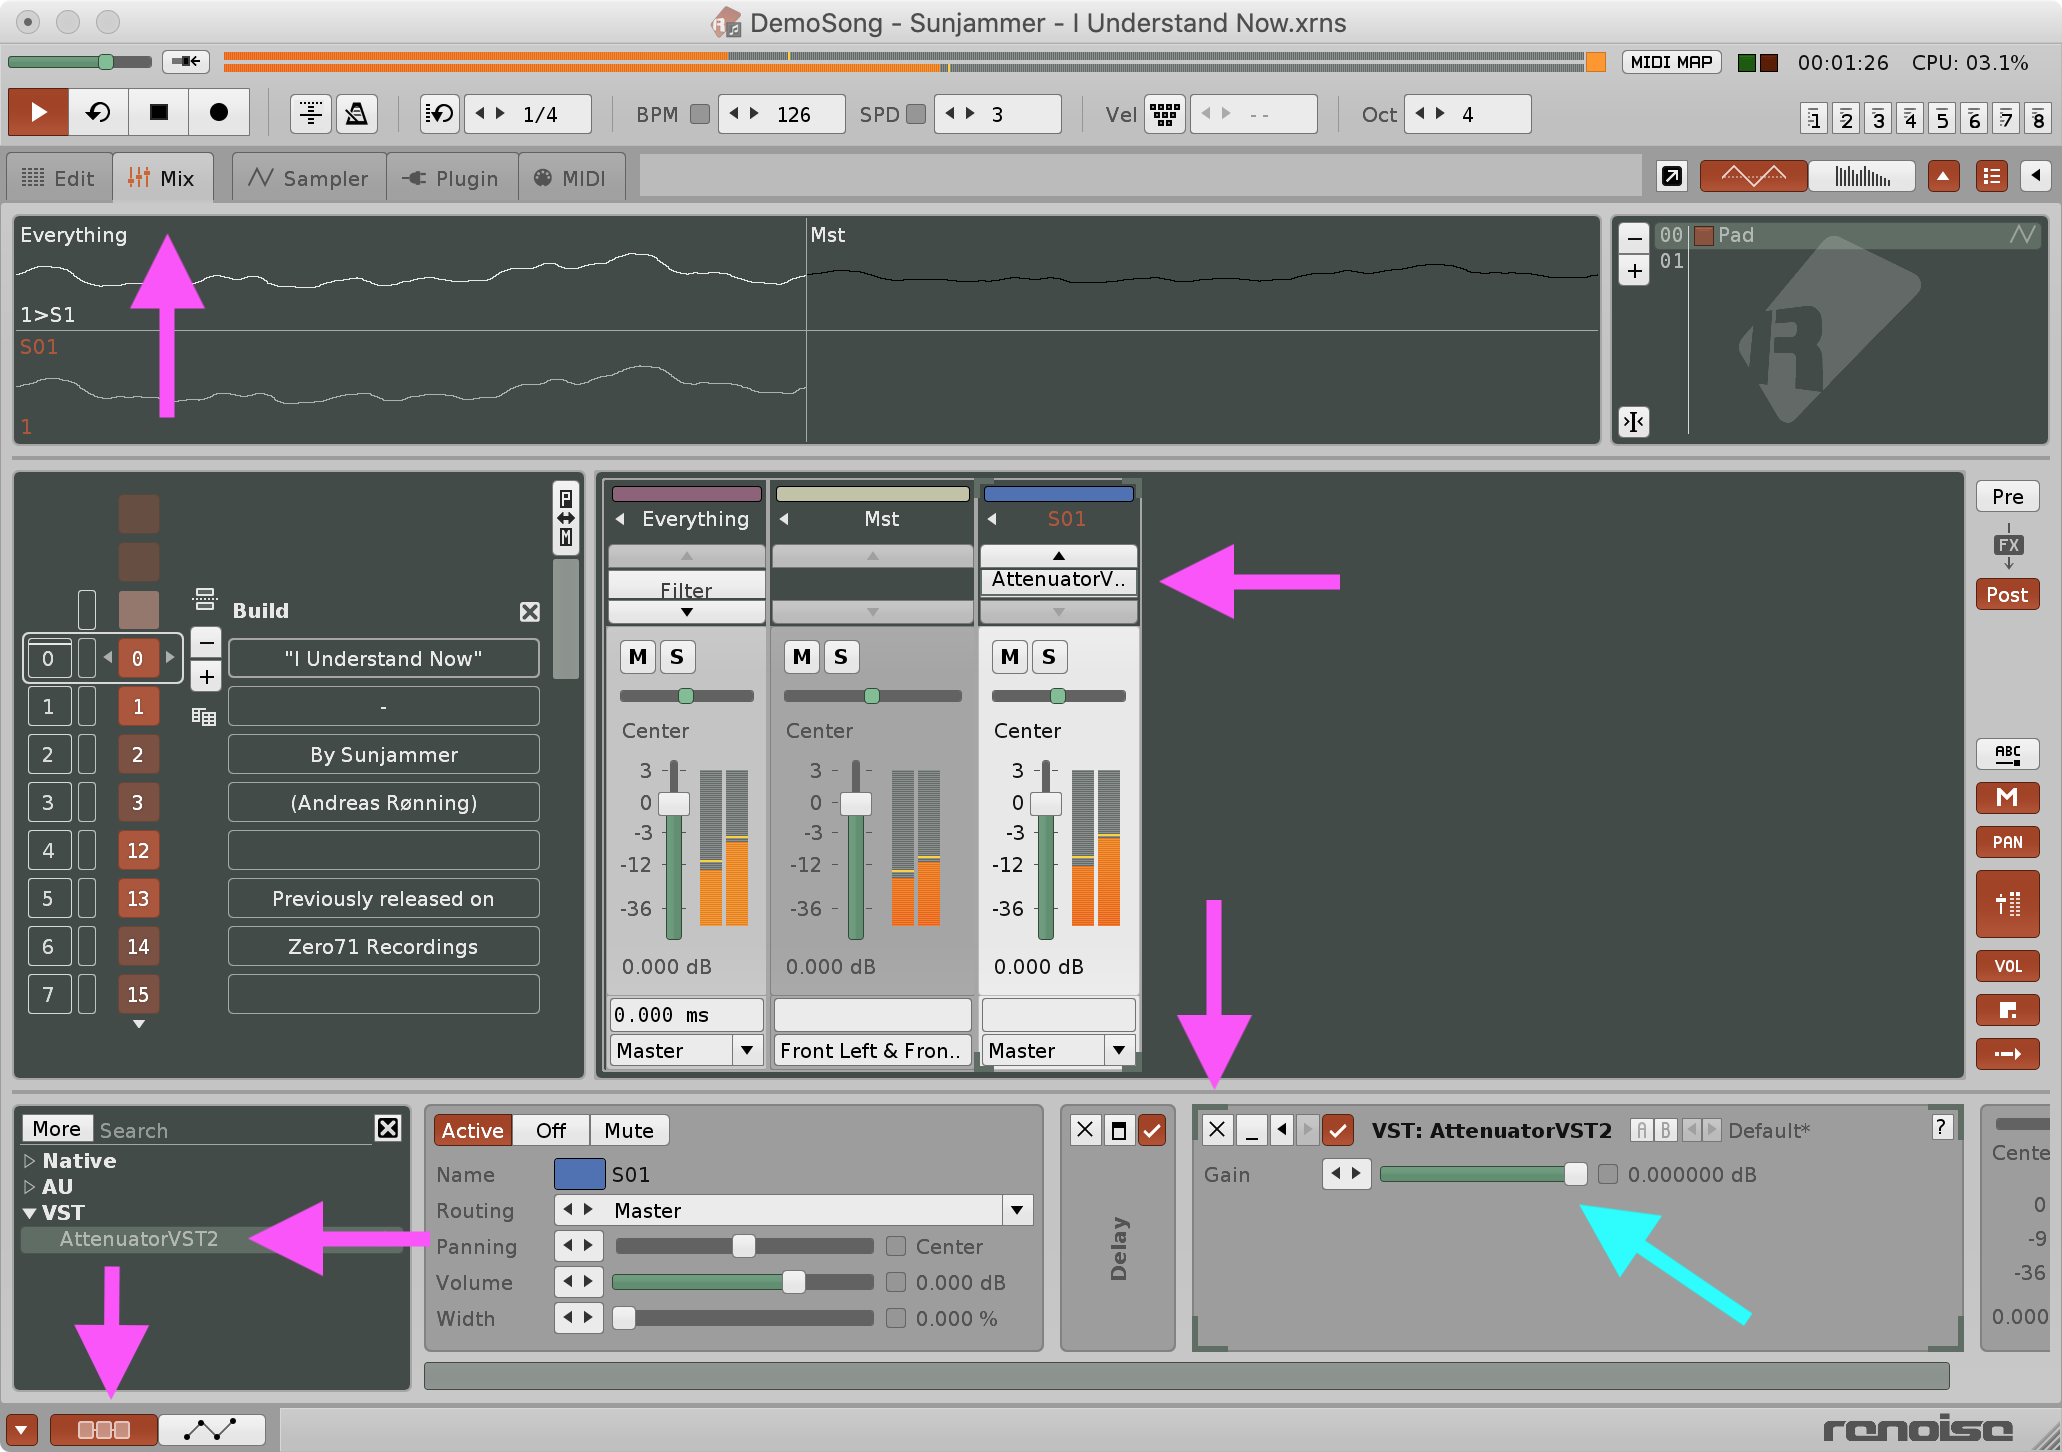 DemoSong - Sunjammer - I Understand Now.xrns
MIDI MAP 00:01:26 CPU: 03.1%
1/4 BPM 126 SPD 3 Vel -- Oct 4 1 2 3 4 5 6 7 8
Edit Mix Sampler Plugin MIDI
Everything Mst
1>S1
S01
1
00 Pad
01
P
M
Build
0 0 "I Understand Now"
1 1 -
2 2 By Sunjammer
3 3 (Andreas Rønning)
4 12
5 13 Previously released on
6 14 Zero71 Recordings
7 15
Everything Mst S01
Filter AttenuatorV..
M S M S M S
Center Center Center
3 3 3
0 0 0
-3 -3 -3
-12 -12 -12
-36 -36 -36
0.000 dB 0.000 dB 0.000 dB
0.000 ms
Master Front Left & Fron.. Master
Pre
FX
Post
ABC
M
PAN
VOL
More Search
Native
AU
VST
AttenuatorVST2
Active Off Mute
Name S01
Routing Master
Panning Center
Volume 0.000 dB
Width 0.000 %
Delay
VST: AttenuatorVST2 A B Default* ?
Gain 0.000000 dB
Cente
0
-9
-36
0.000
renoise